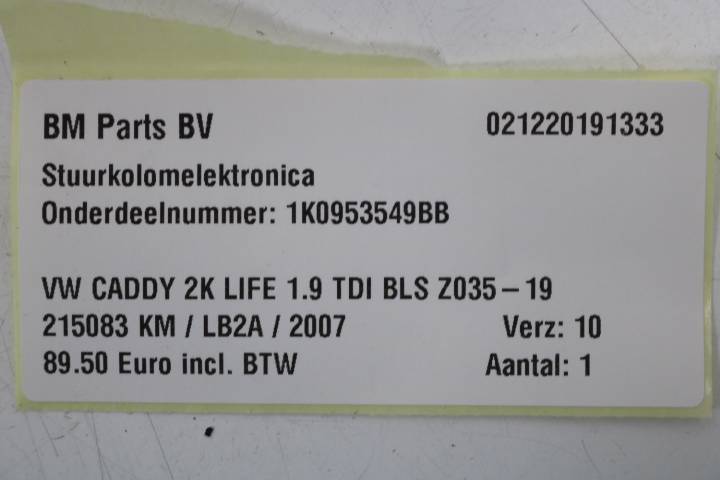 BM Parts BV 021220191333
Stuurkolomelektronica
Onderdeelnummer: 1K0953549BB
VW CADDY 2K LIFE 1.9 TDI BLS Z035-19
215083 KM / LB2A / 2007 Verz: 10
89.50 Euro incl. BTW Aantal: 1